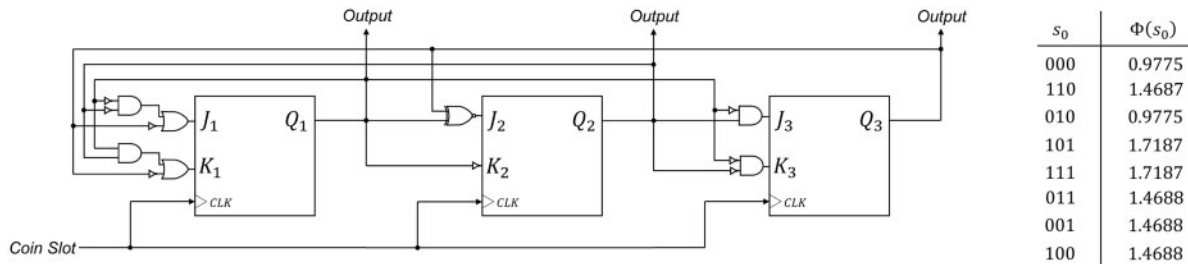 Output Output Output
J₁ Q₁ J₂ Q₂ J₃ Q₃
K₁ K₂ K₃
CLK CLK CLK
Coin Slot
s₀ Φ(s₀)
000 0.9775
110 1.4687
010 0.9775
101 1.7187
111 1.7187
011 1.4688
001 1.4688
100 1.4688